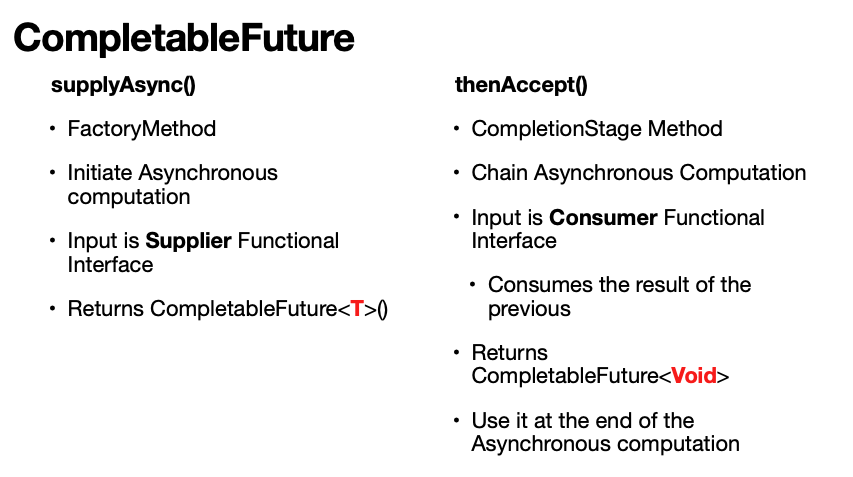 CompletableFuture
supplyAsync()
• FactoryMethod
• Initiate Asynchronous
computation
• Input is Supplier Functional
Interface
• Returns CompletableFuture<T>()
thenAccept()
• CompletionStage Method
• Chain Asynchronous Computation
• Input is Consumer Functional
Interface
• Consumes the result of the
previous
• Returns
CompletableFuture<Void>
• Use it at the end of the
Asynchronous computation